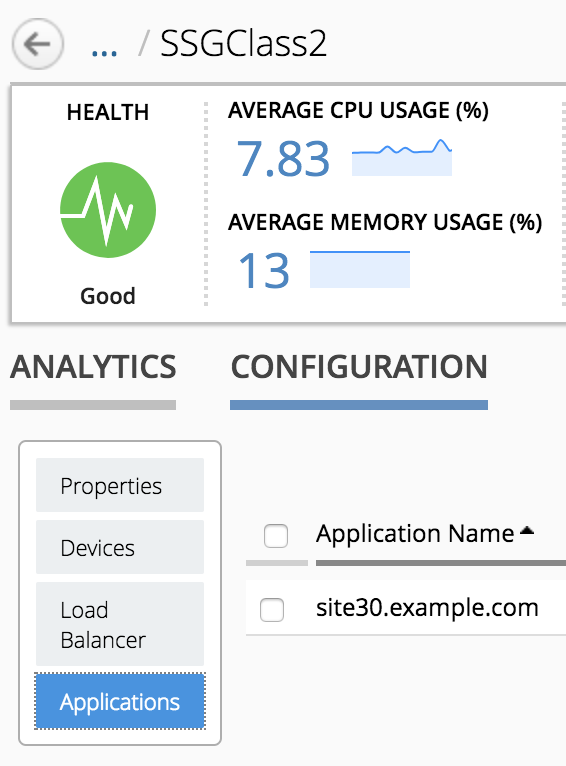 ... / SSGClass2
HEALTH
Good
AVERAGE CPU USAGE (%)
7.83
AVERAGE MEMORY USAGE (%)
13
ANALYTICS
CONFIGURATION
Properties
Devices
Load
Balancer
Applications
Application Name
site30.example.com